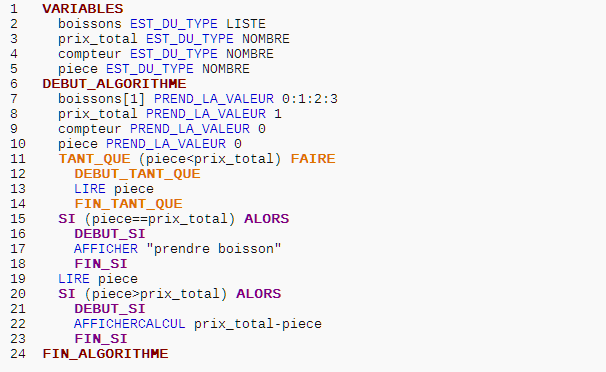 1 VARIABLES
2 boissons EST_DU_TYPE LISTE
3 prix_total EST_DU_TYPE NOMBRE
4 compteur EST_DU_TYPE NOMBRE
5 piece EST_DU_TYPE NOMBRE
6 DEBUT_ALGORITHME
7 boissons[1] PREND_LA_VALEUR 0:1:2:3
8 prix_total PREND_LA_VALEUR 1
9 compteur PREND_LA_VALEUR 0
10 piece PREND_LA_VALEUR 0
11 TANT_QUE (piece<prix_total) FAIRE
12 DEBUT_TANT_QUE
13 LIRE piece
14 FIN_TANT_QUE
15 SI (piece==prix_total) ALORS
16 DEBUT_SI
17 AFFICHER "prendre boisson"
18 FIN_SI
19 LIRE piece
20 SI (piece>prix_total) ALORS
21 DEBUT_SI
22 AFFICHERCALCUL prix_total-piece
23 FIN_SI
24 FIN_ALGORITHME